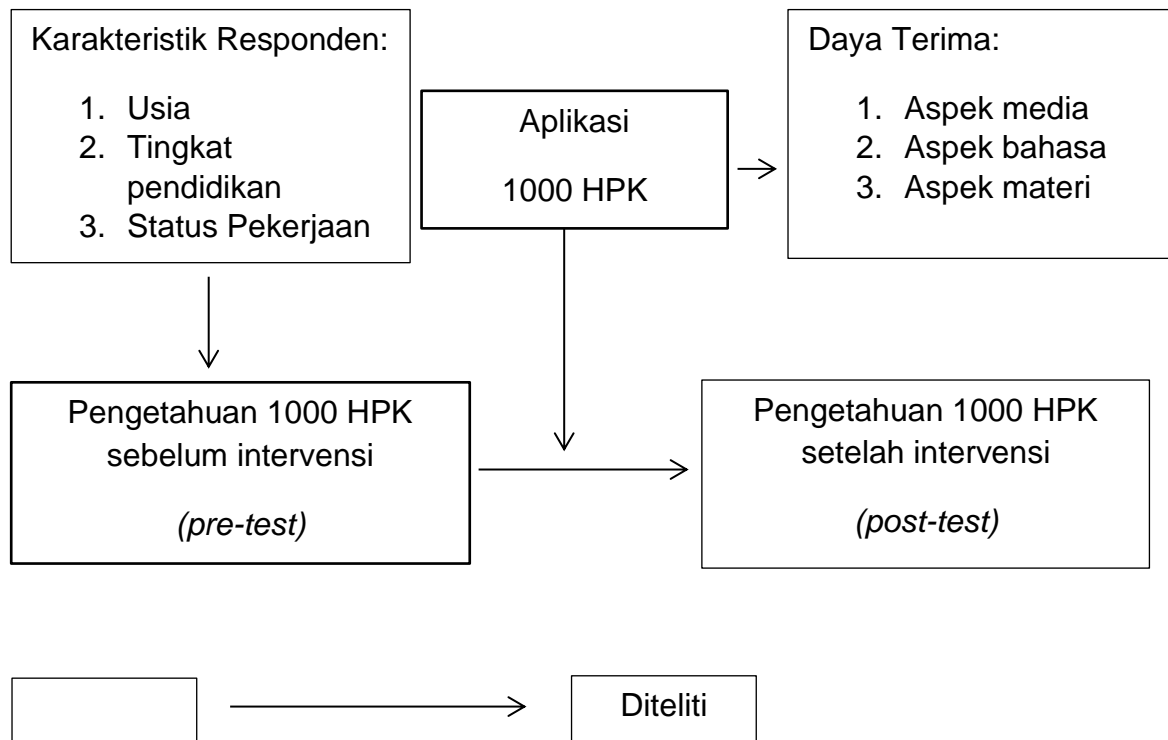 Karakteristik Responden:
1. Usia
2. Tingkat
pendidikan
3. Status Pekerjaan
Aplikasi
1000 HPK
Daya Terima:
1. Aspek media
2. Aspek bahasa
3. Aspek materi
Pengetahuan 1000 HPK
sebelum intervensi
(pre-test)
Pengetahuan 1000 HPK
setelah intervensi
(post-test)
Diteliti